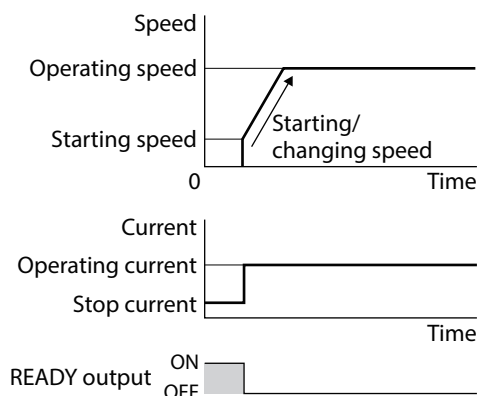 Speed
Operating speed
Starting speed
Starting/
changing speed
0
Time
Current
Operating current
Stop current
Time
READY output
ON
OFF